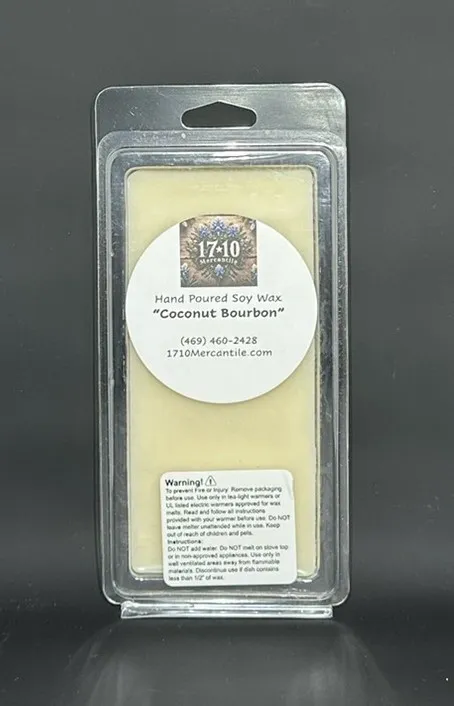 17★10
Mercantile
Hand Poured Soy Wax
"Coconut Bourbon"
(469) 460-2428
1710Mercantile.com
Warning! ⚠
To prevent Fire or Injury. Remove packaging
before use. Use only in tea-light warmers or
UL listed electric warmers approved for wax
melts. Read and follow all instructions
provided with your warmer before use. Do NOT
leave melter unattended while in use. Keep
out of reach of children and pets.
Instructions:
Do NOT add water. Do NOT melt on stove top
or in non-approved appliances. Use only in
well ventilated areas away from flammable
materials. Discontinue use if dish contains
less than 1/2" of wax.